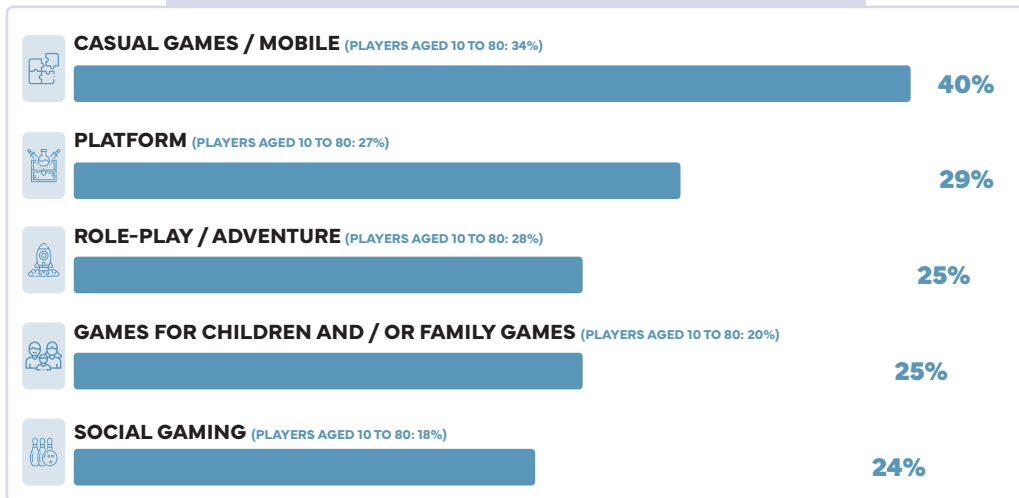 CASUAL GAMES / MOBILE (PLAYERS AGED 10 TO 80: 34%)
40%
PLATFORM (PLAYERS AGED 10 TO 80: 27%)
29%
ROLE-PLAY / ADVENTURE (PLAYERS AGED 10 TO 80: 28%)
25%
GAMES FOR CHILDREN AND / OR FAMILY GAMES (PLAYERS AGED 10 TO 80: 20%)
25%
SOCIAL GAMING (PLAYERS AGED 10 TO 80: 18%)
24%